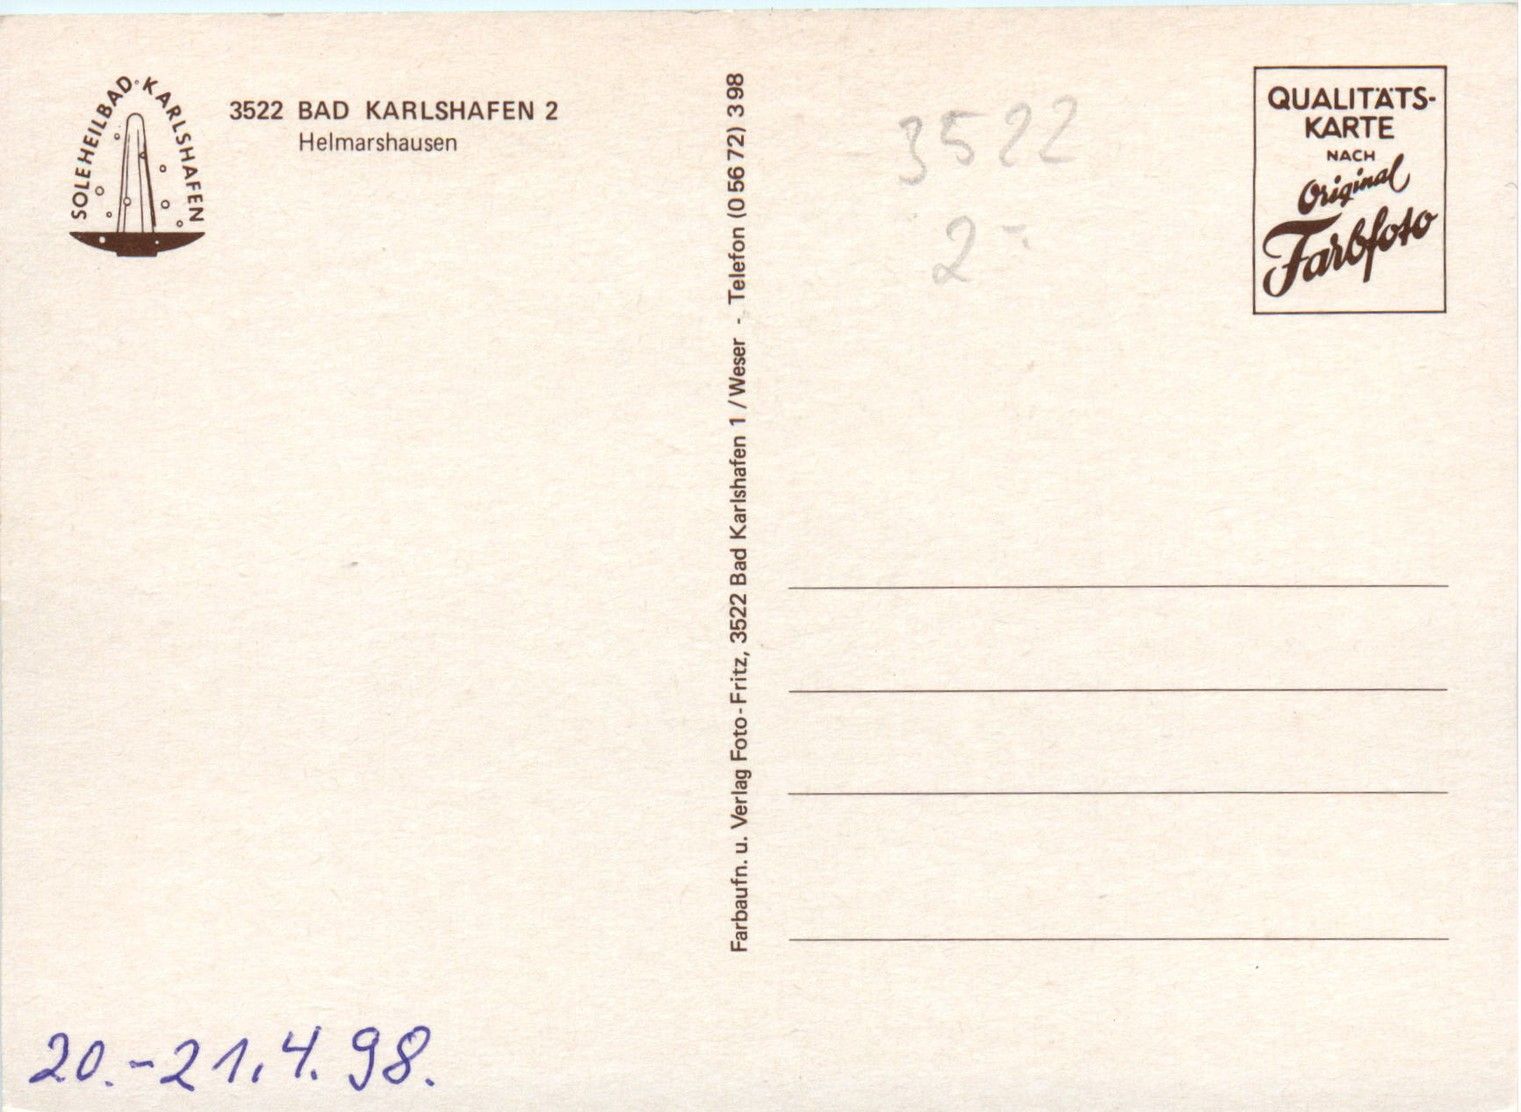 SOLEHEILBAD·KARLSHAFEN
3522 BAD KARLSHAFEN 2
Helmarshausen
Farbaufn. u. Verlag Foto-Fritz, 3522 Bad Karlshafen 1/Weser - Telefon (0 56 72) 3 98
3522
2.-
QUALITÄTS-
KARTE
NACH
Original
Farbfoto
20.-21.4.98.